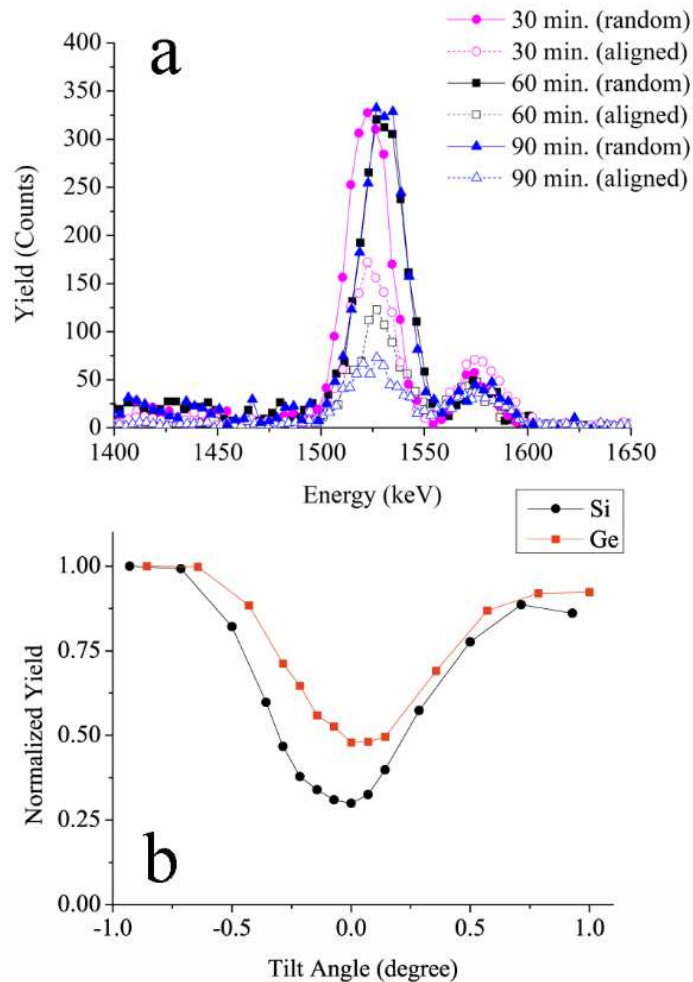 a
30 min. (random)
30 min. (aligned)
60 min. (random)
60 min. (aligned)
90 min. (random)
90 min. (aligned)
400
350
300
250
200
150
100
50
0
Yield (Counts)
1400 1450 1500 1550 1600 1650
Energy (keV)
Si
Ge
1.00
0.75
0.50
0.25
0.00
Normalized Yield
b
-1.0 -0.5 0.0 0.5 1.0
Tilt Angle (degree)